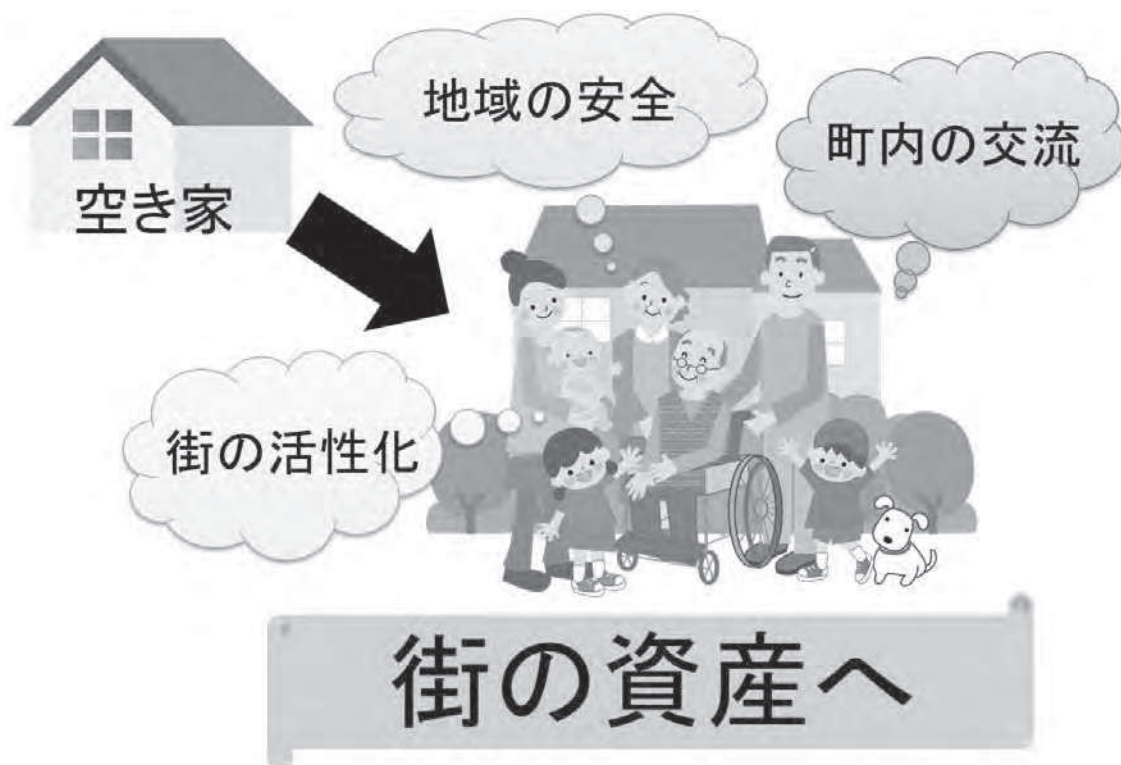 地域の安全
町内の交流
空き家
街の活性化
街の資産へ